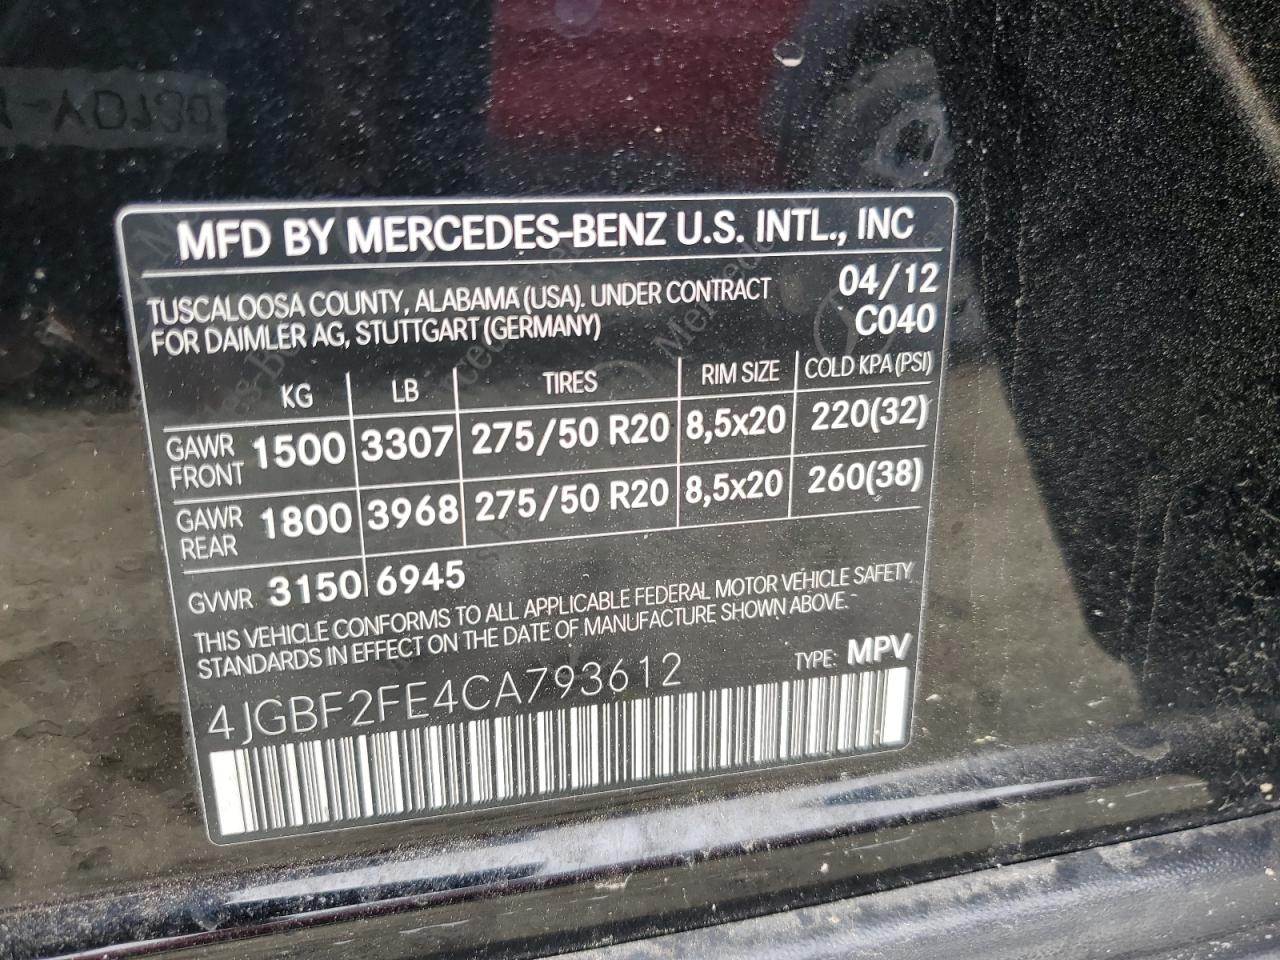 MFD BY MERCEDES-BENZ U.S. INTL., INC
TUSCALOOSA COUNTY, ALABAMA (USA). UNDER CONTRACT 04/12
FOR DAIMLER AG, STUTTGART (GERMANY) C040
KG LB TIRES RIM SIZE COLD KPA (PSI)
GAWR FRONT 1500 3307 275/50 R20 8,5x20 220(32)
GAWR REAR 1800 3968 275/50 R20 8,5x20 260(38)
GVWR 3150 6945
THIS VEHICLE CONFORMS TO ALL APPLICABLE FEDERAL MOTOR VEHICLE SAFETY
STANDARDS IN EFFECT ON THE DATE OF MANUFACTURE SHOWN ABOVE.
4JGBF2FE4CA793612 TYPE: MPV